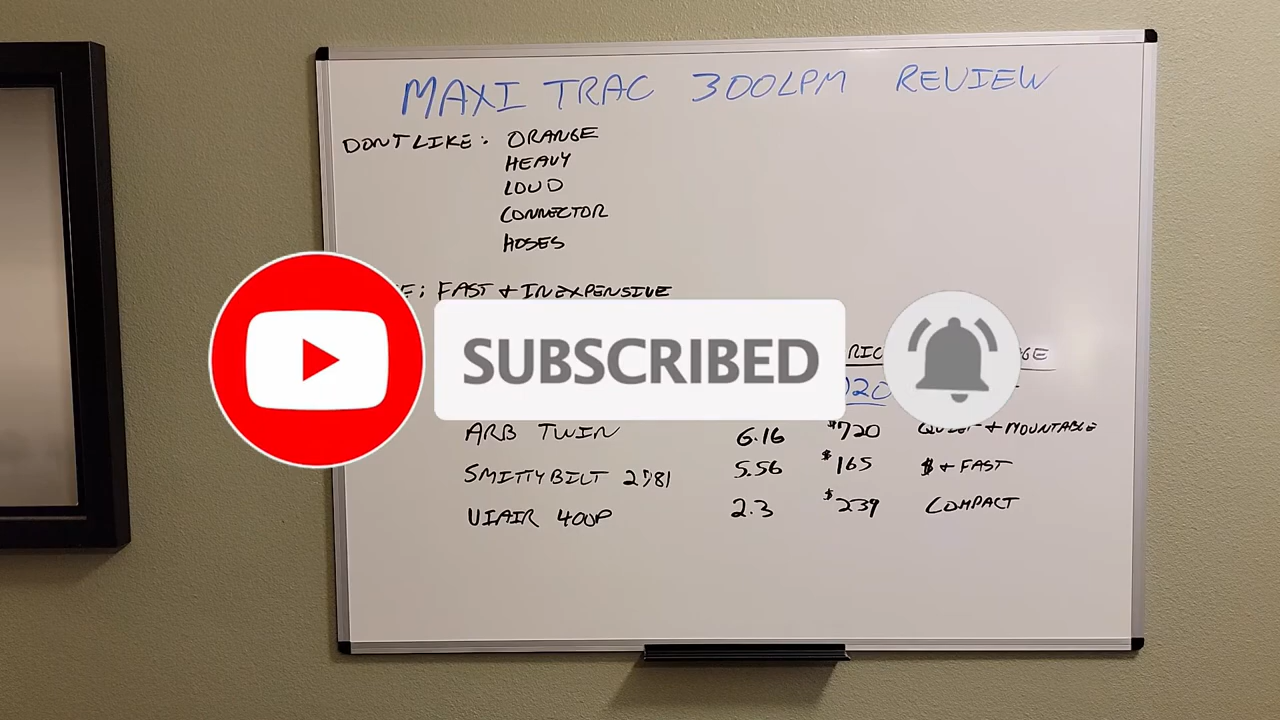 MAXI TRAC 300LPM REVIEW
DONT LIKE: ORANGE
HEAVY
LOUD
CONNECTOR
HOSES
FAST & INEXPENSIVE
SUBSCRIBED
ARB TWIN 6.16 $720 QUIET & MOUNTABLE
SMITTYBILT 2781 5.56 $165 $ & FAST
VIAIR 400P 2.3 $239 COMPACT